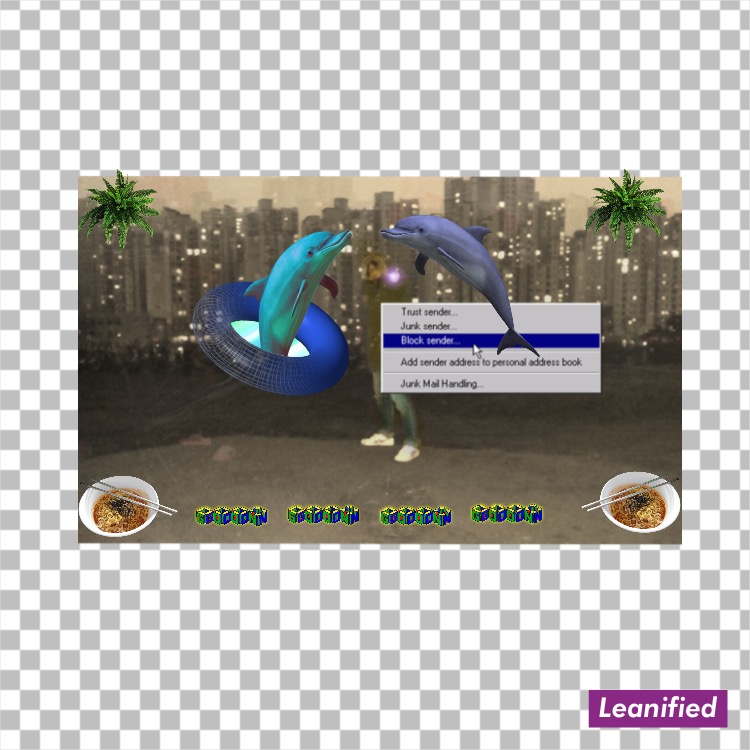 Trust sender...
Junk sender...
Block sender...
Add sender address to personal address book
Junk Mail Handling...
Leanified